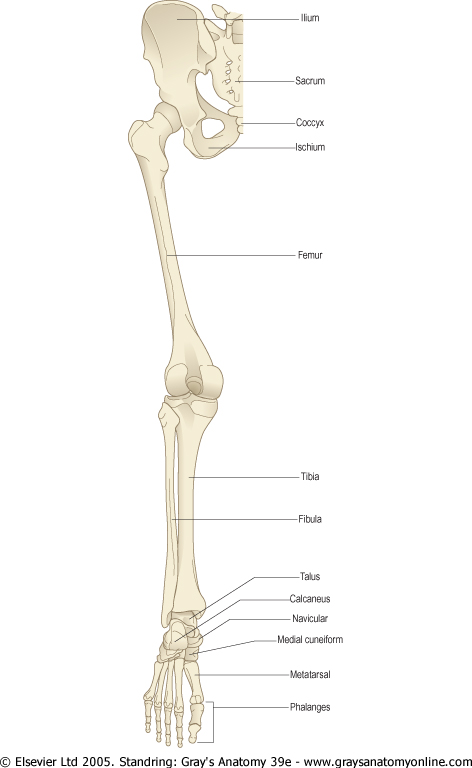 Ilium
Sacrum
Coccyx
Ischium
Femur
Tibia
Fibula
Talus
Calcaneus
Navicular
Medial cuneiform
Metatarsal
Phalanges
© Elsevier Ltd 2005. Standring: Gray's Anatomy 39e - www.graysanatomyonline.com